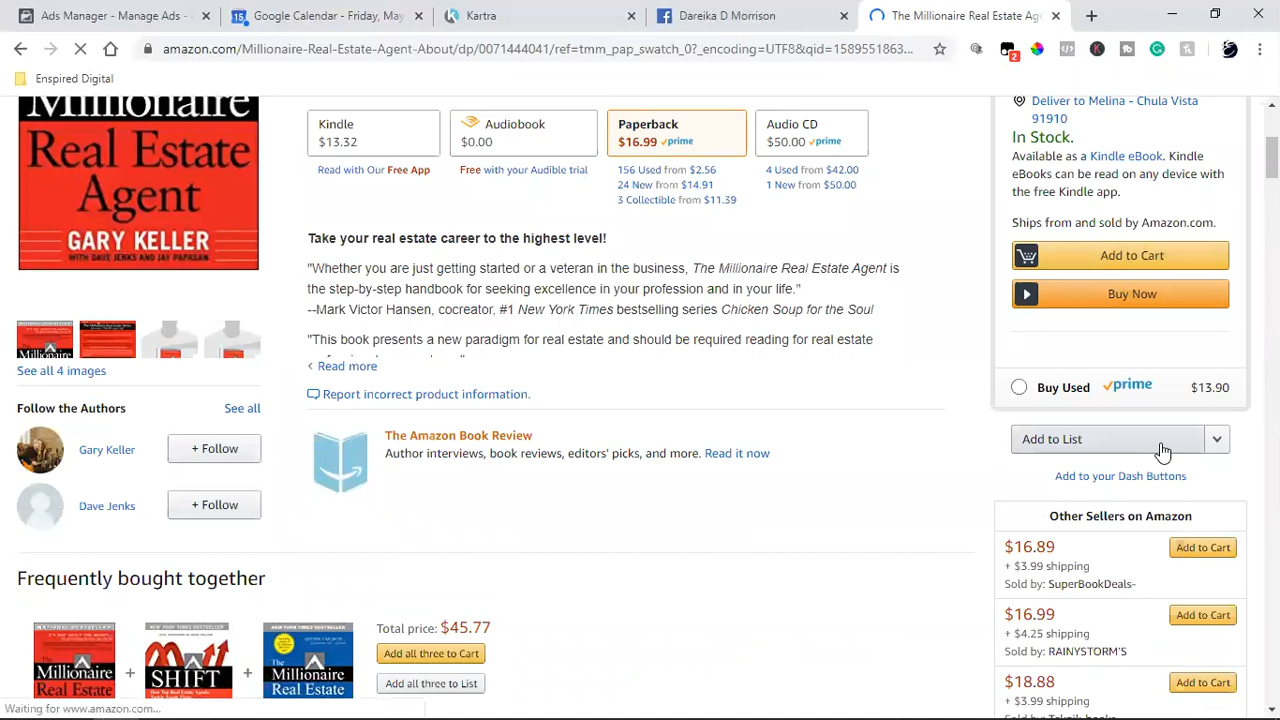 Ads Manager - Manage Ads -
Google Calendar - Friday, May
Kartra
Dareika D Morrison
The Millionaire Real Estate Age
amazon.com/Millionaire-Real-Estate-Agent-About/dp/0071444041/ref=tmm_pap_swatch_0?_encoding=UTF8&qid=1589551863...
Enspired Digital
Millionaire
Real Estate
Agent
GARY KELLER
WITH DAVE JENKS AND JAY PAPASAN
See all 4 images
Follow the Authors
See all
Gary Keller
+ Follow
Dave Jenks
+ Follow
Kindle
$13.32
Read with Our Free App
Audiobook
$0.00
Free with your Audible trial
Paperback
$16.99 prime
156 Used from $2.56
24 New from $14.91
3 Collectible from $11.39
Audio CD
$50.00 prime
4 Used from $42.00
1 New from $50.00
Take your real estate career to the highest level!
"Whether you are just getting started or a veteran in the business, The Millionaire Real Estate Agent is
the step-by-step handbook for seeking excellence in your profession and in your life."
--Mark Victor Hansen, cocreator, #1 New York Times bestselling series Chicken Soup for the Soul
"This book presents a new paradigm for real estate and should be required reading for real estate
Read more
Report incorrect product information.
The Amazon Book Review
Author interviews, book reviews, editors' picks, and more. Read it now
Deliver to Melina - Chula Vista
91910
In Stock.
Available as a Kindle eBook. Kindle
eBooks can be read on any device with
the free Kindle app.
Ships from and sold by Amazon.com.
Add to Cart
Buy Now
Buy Used prime $13.90
Add to List
Add to your Dash Buttons
Other Sellers on Amazon
$16.89
Add to Cart
+ $3.99 shipping
Sold by: SuperBookDeals-
$16.99
Add to Cart
+ $4.25 shipping
Sold by: RAINYSTORM'S
$18.88
Add to Cart
+ $3.99 shipping
Frequently bought together
Millionaire
Real Estate
+
SHIFT
+
Millionaire
Real Estate
Total price: $45.77
Add all three to Cart
Add all three to List
Waiting for www.amazon.com...